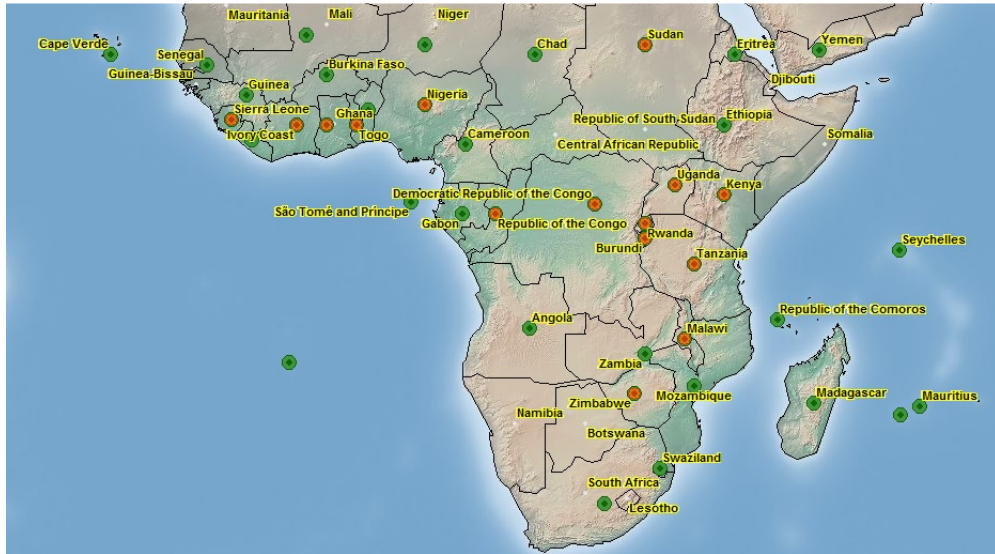 Mauritania
Mali
Niger
Cape Verde
Senegal
Chad
Sudan
Eritrea
Yemen
Guinea-Bissau
Burkina Faso
Djibouti
Guinea
Nigeria
Sierra Leone
Ghana
Republic of South Sudan
Ethiopia
Ivory Coast
Togo
Cameroon
Central African Republic
Somalia
Uganda
Kenya
Democratic Republic of the Congo
São Tomé and Príncipe
Gabon
Republic of the Congo
Rwanda
Burundi
Seychelles
Tanzania
Republic of the Comoros
Angola
Malawi
Zambia
Mozambique
Madagascar
Mauritius
Namibia
Zimbabwe
Botswana
Swaziland
South Africa
Lesotho